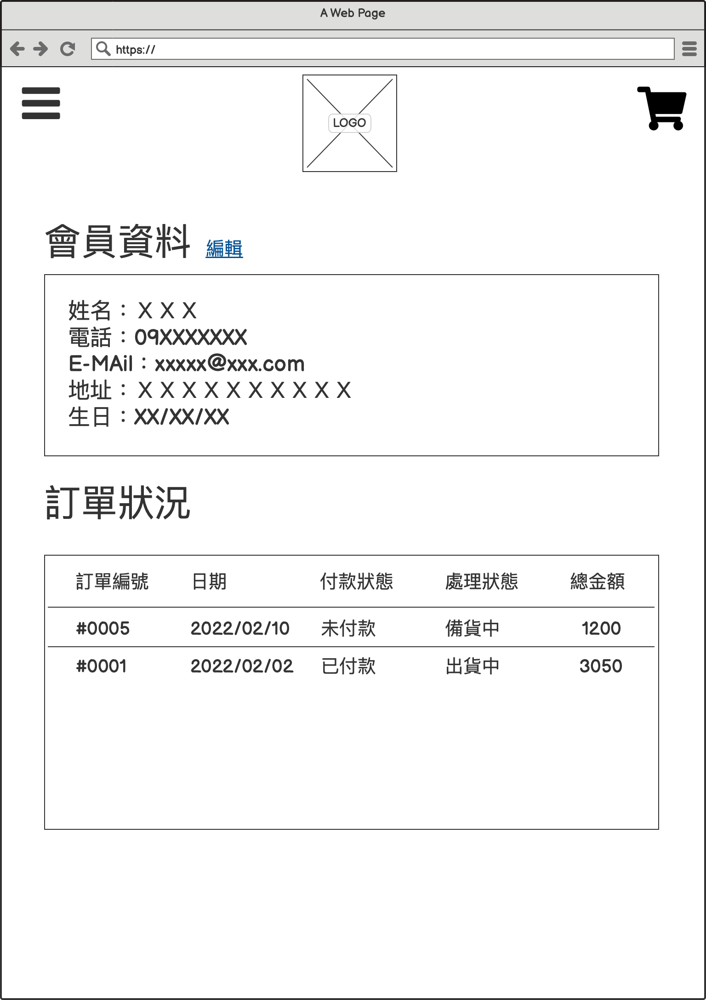 A Web Page
https://
LOGO
會員資料 編輯
姓名：ＸＸＸ
電話：09XXXXXXX
E-MAil：xxxxx@xxx.com
地址：ＸＸＸＸＸＸＸＸＸＸ
生日：XX/XX/XX
訂單狀況
訂單編號 日期 付款狀態 處理狀態 總金額
#0005 2022/02/10 未付款 備貨中 1200
#0001 2022/02/02 已付款 出貨中 3050